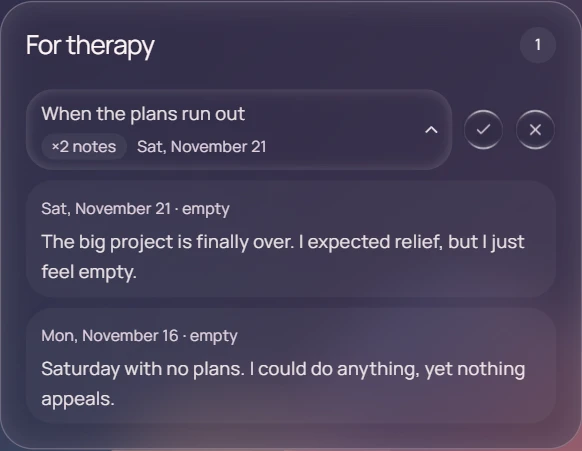 For therapy
1
When the plans run out
×2 notes Sat, November 21
Sat, November 21 · empty
The big project is finally over. I expected relief, but I just
feel empty.
Mon, November 16 · empty
Saturday with no plans. I could do anything, yet nothing
appeals.